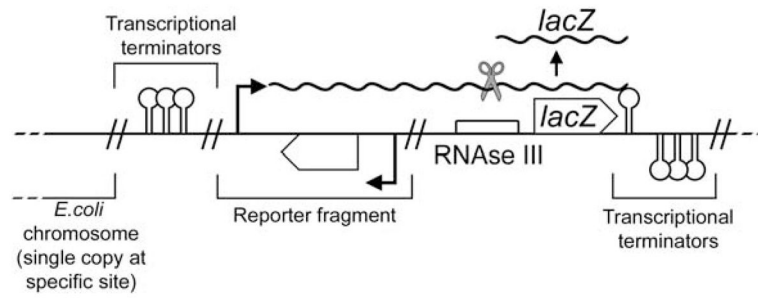 Transcriptional
terminators
lacZ
lacZ
RNAse III
E.coli
chromosome
(single copy at
specific site)
Reporter fragment
Transcriptional
terminators